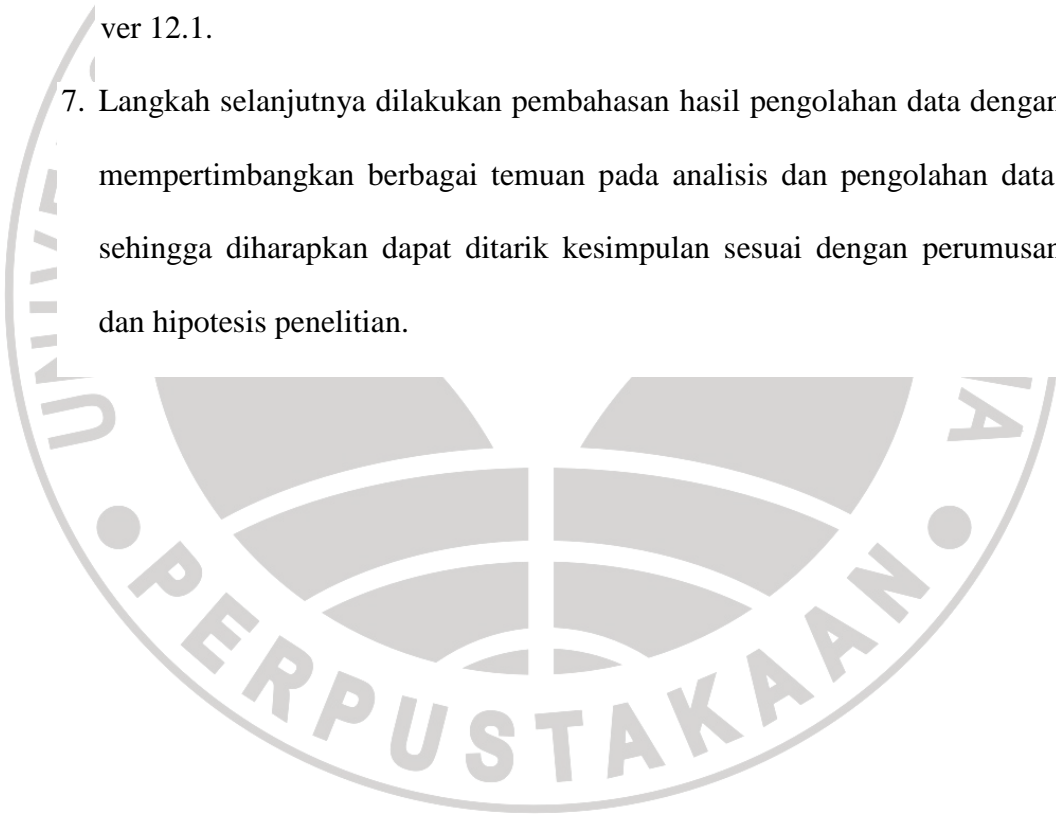 ver 12.1.
7. Langkah selanjutnya dilakukan pembahasan hasil pengolahan data dengan
mempertimbangkan berbagai temuan pada analisis dan pengolahan data
sehingga diharapkan dapat ditarik kesimpulan sesuai dengan perumusan
dan hipotesis penelitian.
PERPUSTAKAAN